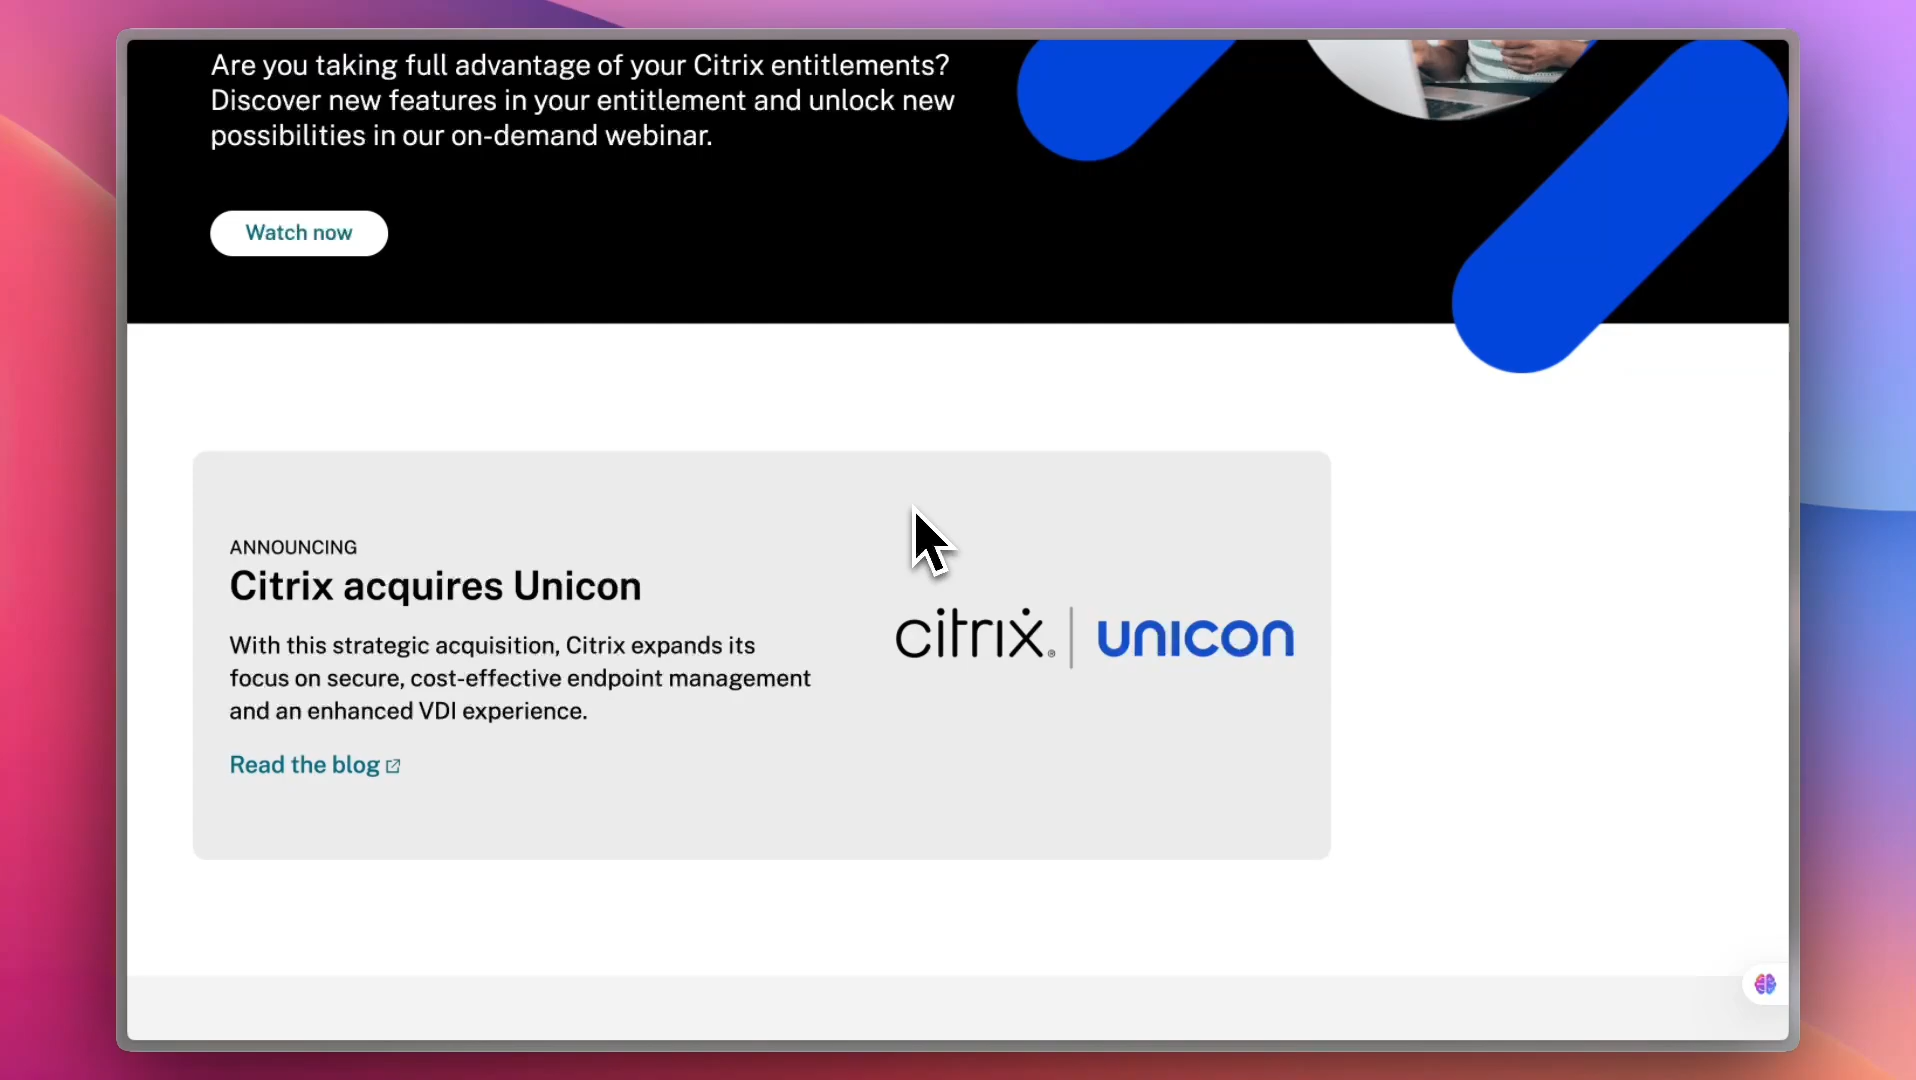 Are you taking full advantage of your Citrix entitlements?
Discover new features in your entitlement and unlock new
possibilities in our on-demand webinar.
Watch now
ANNOUNCING
Citrix acquires Unicon
With this strategic acquisition, Citrix expands its
focus on secure, cost-effective endpoint management
and an enhanced VDI experience.
Read the blog
citrix® | unicon